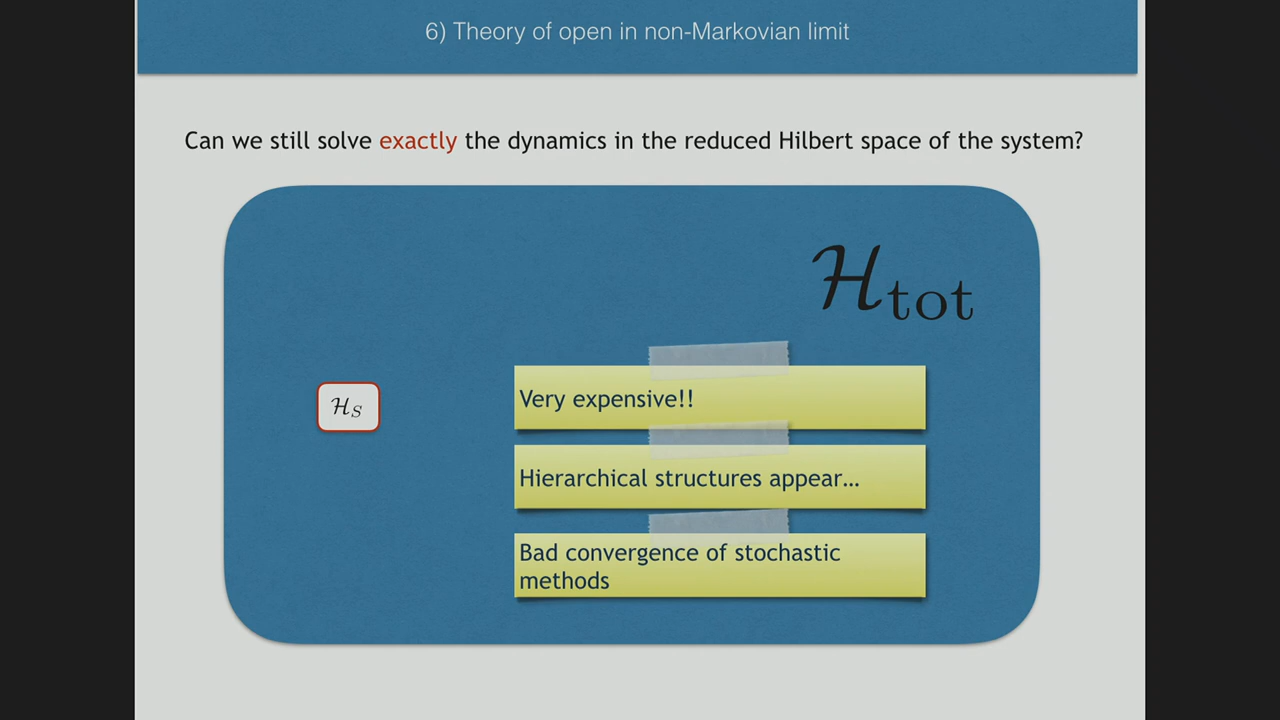 6) Theory of open in non-Markovian limit
Can we still solve exactly the dynamics in the reduced Hilbert space of the system?
ℋtot
Very expensive!!
ℋS
Hierarchical structures appear…
Bad convergence of stochastic
methods